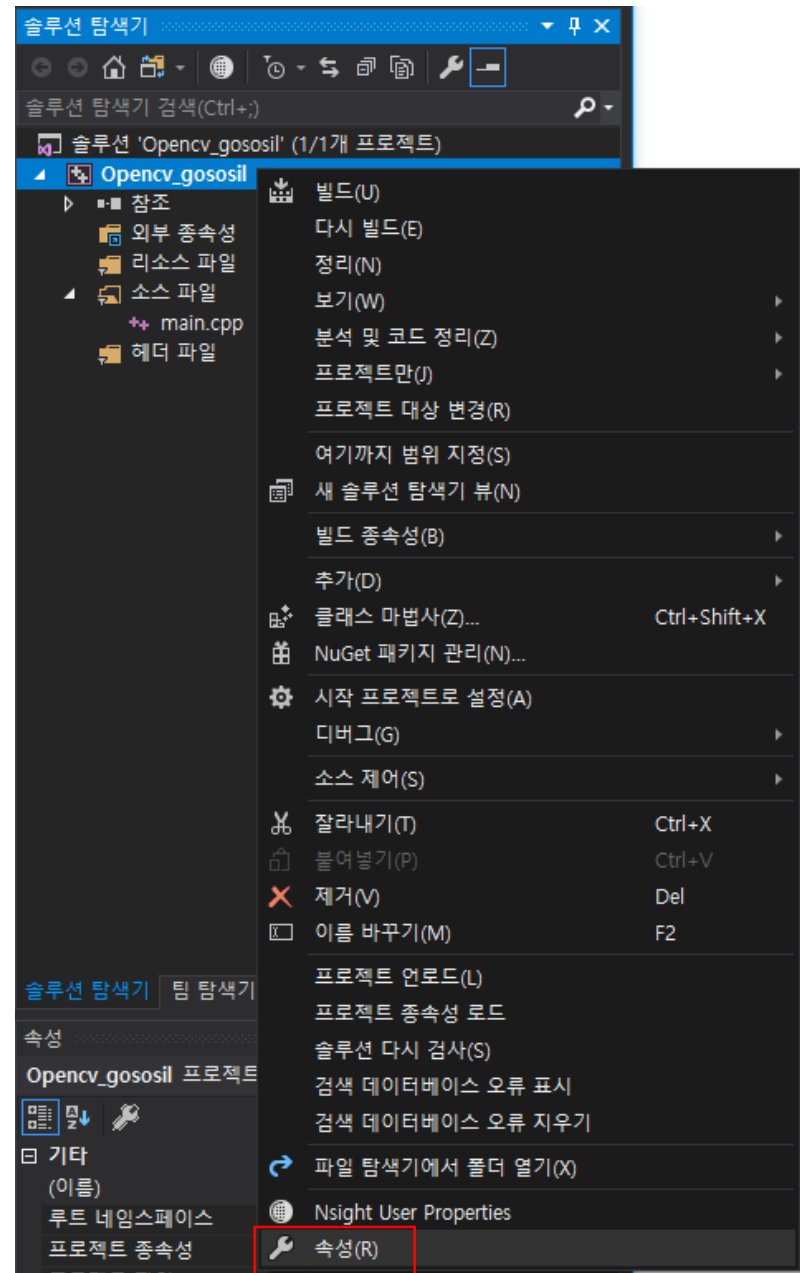 솔루션 탐색기
솔루션 탐색기 검색(Ctrl+;)
솔루션 'Opencv_gososil' (1/1개 프로젝트)
Opencv_gososil
참조
외부 종속성
리소스 파일
소스 파일
main.cpp
헤더 파일
빌드(U)
다시 빌드(E)
정리(N)
보기(W)
분석 및 코드 정리(Z)
프로젝트만(J)
프로젝트 대상 변경(R)
여기까지 범위 지정(S)
새 솔루션 탐색기 뷰(N)
빌드 종속성(B)
추가(D)
클래스 마법사(Z)... Ctrl+Shift+X
NuGet 패키지 관리(N)...
시작 프로젝트로 설정(A)
디버그(G)
소스 제어(S)
잘라내기(T) Ctrl+X
붙여넣기(P) Ctrl+V
제거(V) Del
이름 바꾸기(M) F2
프로젝트 언로드(L)
프로젝트 종속성 로드
솔루션 다시 검사(S)
검색 데이터베이스 오류 표시
검색 데이터베이스 오류 지우기
파일 탐색기에서 폴더 열기(X)
Nsight User Properties
속성(R)
솔루션 탐색기 팀 탐색기
속성
Opencv_gososil 프로젝트
기타
(이름)
루트 네임스페이스
프로젝트 종속성